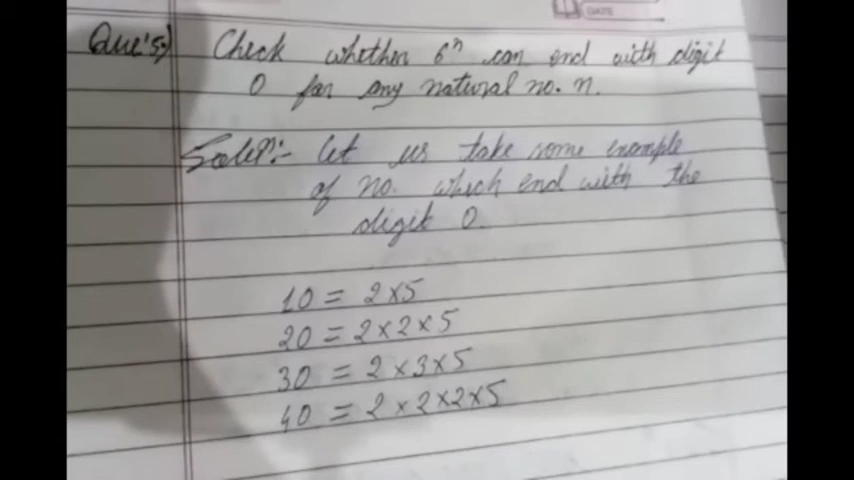 DATE
Que's:) Check whether 6ⁿ can end with digit
0 for any natural no. n.
Solⁿ:- let us take some example
of no. which end with the
digit 0.
10 = 2×5
20 = 2×2×5
30 = 2×3×5
40 = 2×2×2×5